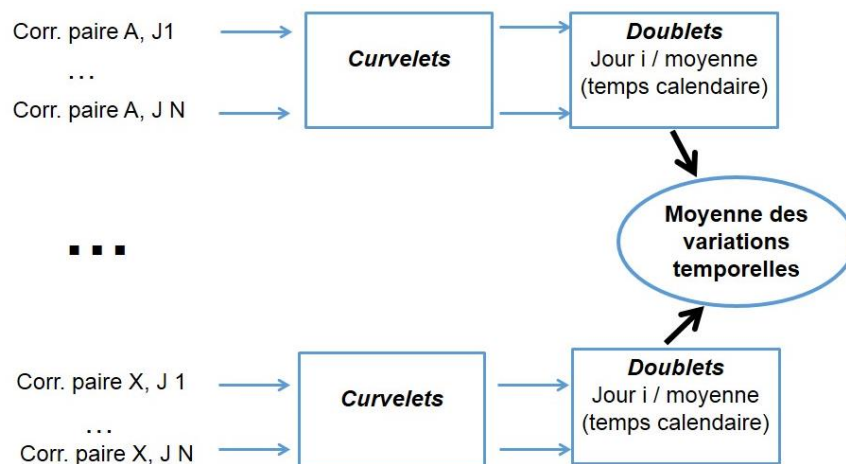 Corr. paire A, J1
...
Corr. paire A, J N
Curvelets
Doublets
Jour i / moyenne
(temps calendaire)
Moyenne des
variations
temporelles
...
Corr. paire X, J 1
...
Corr. paire X, J N
Curvelets
Doublets
Jour i / moyenne
(temps calendaire)